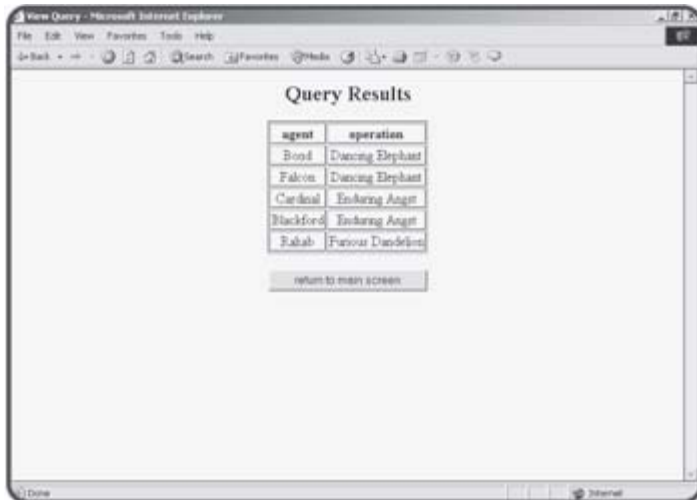 View Query - Microsoft Internet Explorer
File Edit View Favorites Tools Help
Back Search Favorites Media
Query Results
agent operation
Bond Dancing Elephant
Falcon Dancing Elephant
Cardinal Enduring Angst
Blackford Enduring Angst
Rahab Furious Dandelion
return to main screen
Done Internet